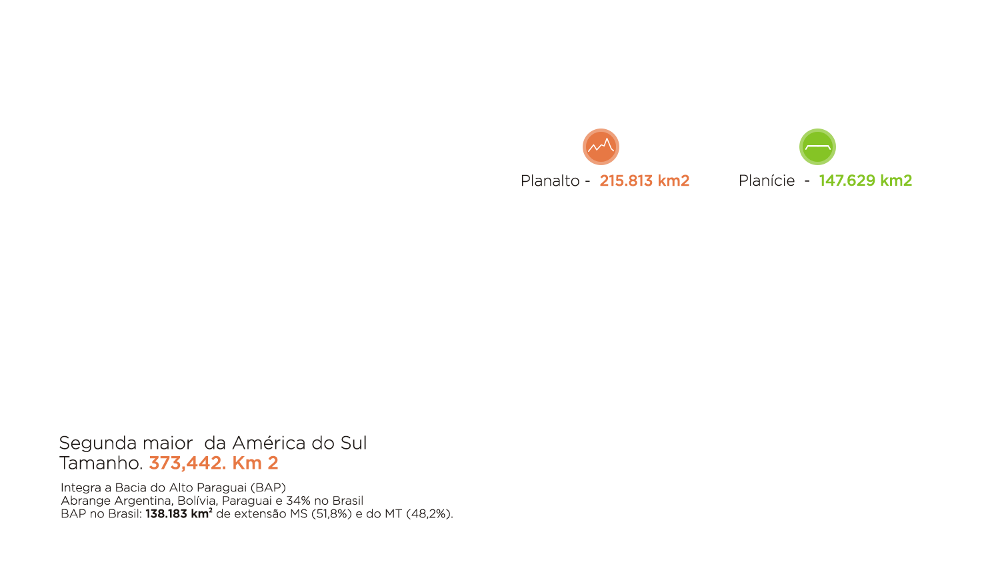 Planalto - 215.813 km2
Planície - 147.629 km2
Segunda maior da América do Sul
Tamanho. 373,442. Km 2
Integra a Bacia do Alto Paraguai (BAP)
Abrange Argentina, Bolívia, Paraguai e 34% no Brasil
BAP no Brasil: 138.183 km² de extensão MS (51,8%) e do MT (48,2%).